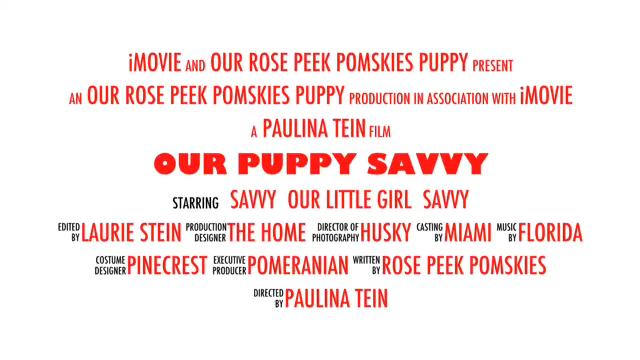 iMOVIE AND OUR ROSE PEEK POMSKIES PUPPY PRESENT
AN OUR ROSE PEEK POMSKIES PUPPY PRODUCTION IN ASSOCIATION WITH iMOVIE
A PAULINA TEIN FILM
OUR PUPPY SAVVY
STARRING SAVVY OUR LITTLE GIRL SAVVY
EDITED BY LAURIE STEIN PRODUCTION DESIGNER THE HOME DIRECTOR OF PHOTOGRAPHY HUSKY CASTING BY MIAMI MUSIC BY FLORIDA
COSTUME DESIGNER PINECREST EXECUTIVE PRODUCER POMERANIAN WRITTEN BY ROSE PEEK POMSKIES
DIRECTED BY PAULINA TEIN